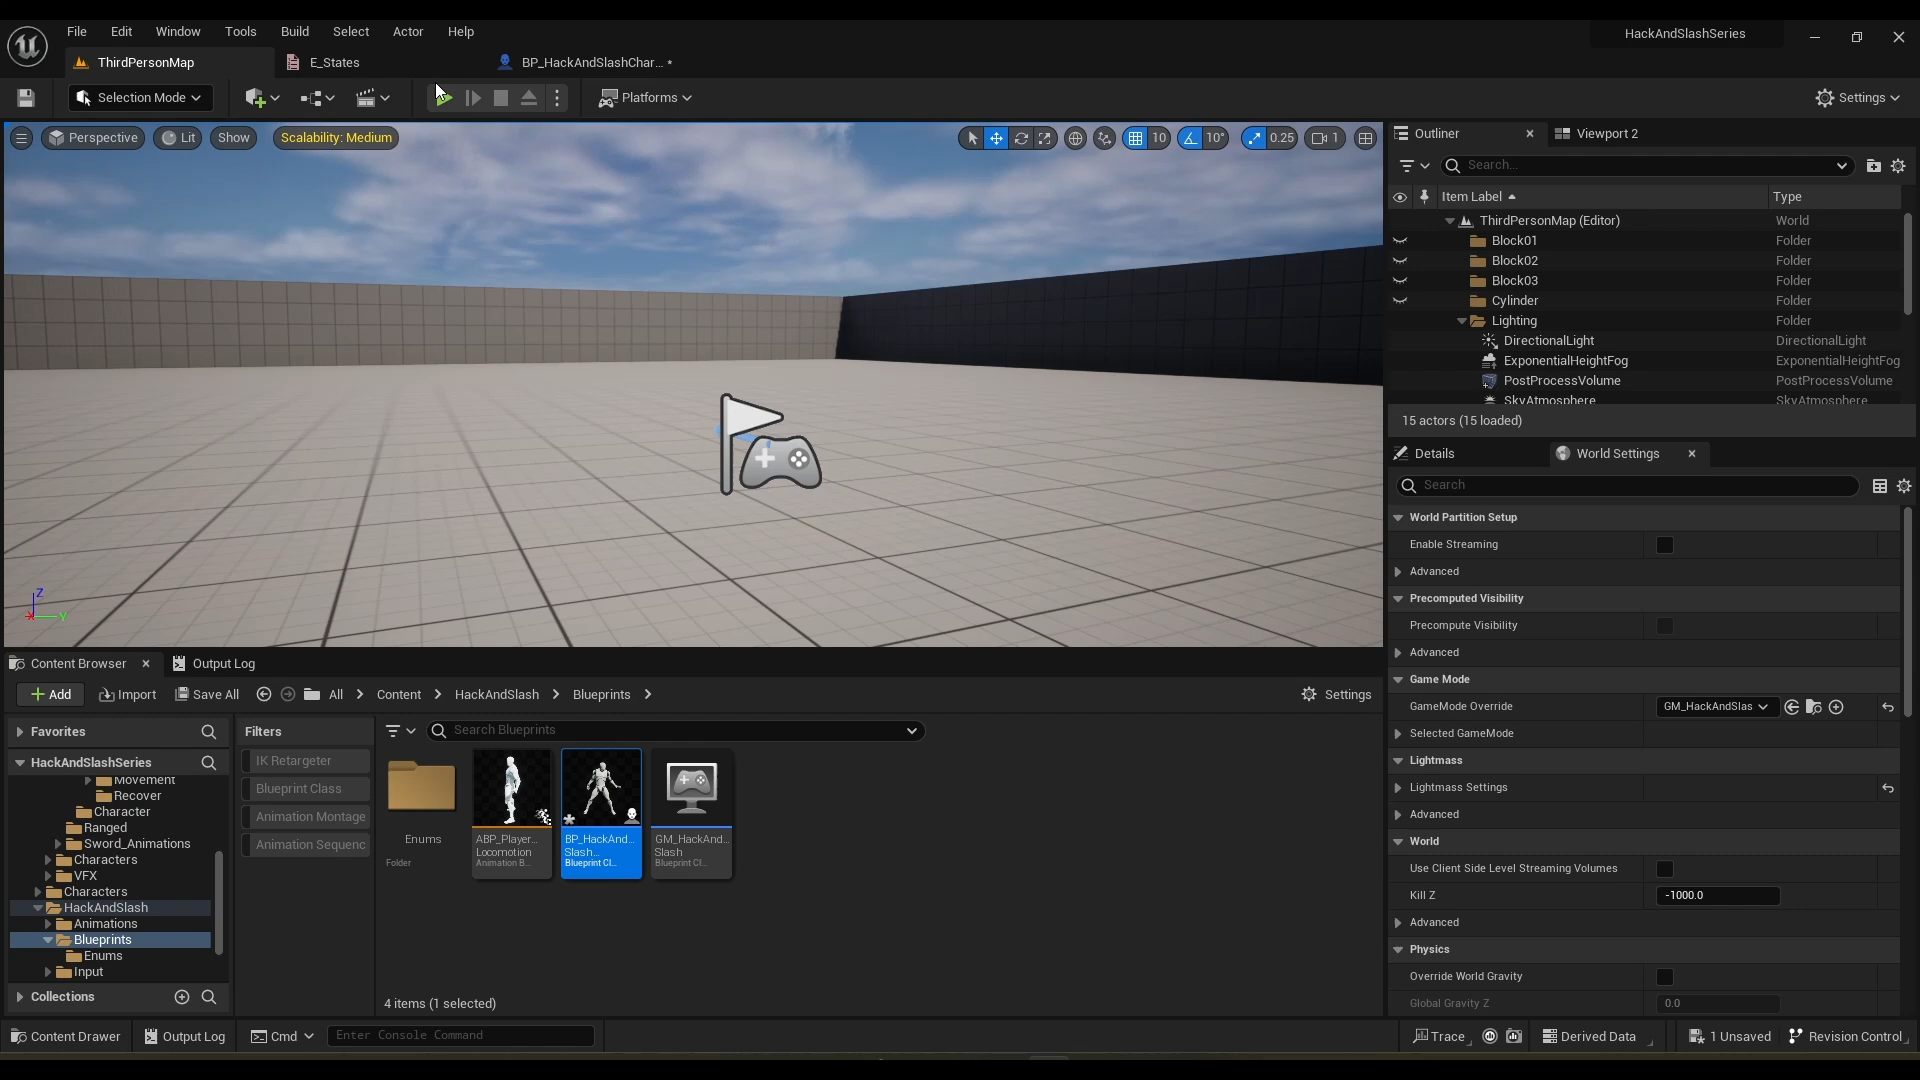 File Edit Window Tools Build Select Actor Help
HackAndSlashSeries
ThirdPersonMap E_States BP_HackAndSlashChar... •
Selection Mode Platforms Settings
Perspective Lit Show Scalability: Medium 10 10° 0.25 1
Z
X Y
Outliner Viewport 2
Search...
Item Label Type
ThirdPersonMap (Editor) World
Block01 Folder
Block02 Folder
Block03 Folder
Cylinder Folder
Lighting Folder
DirectionalLight DirectionalLight
ExponentialHeightFog ExponentialHeightFog
PostProcessVolume PostProcessVolume
SkyAtmosphere SkyAtmosphere
15 actors (15 loaded)
Details World Settings
Search
World Partition Setup
Enable Streaming
Advanced
Precomputed Visibility
Precompute Visibility
Advanced
Game Mode
GameMode Override GM_HackAndSlas
Selected GameMode
Lightmass
Lightmass Settings
Advanced
World
Use Client Side Level Streaming Volumes
Kill Z -1000.0
Advanced
Physics
Override World Gravity
Global Gravity Z 0.0
Content Browser Output Log
Add Import Save All All Content HackAndSlash Blueprints Settings
Favorites
HackAndSlashSeries
Movement
Recover
Character
Ranged
Sword_Animations
Characters
VFX
Characters
HackAndSlash
Animations
Blueprints
Enums
Input
Collections
Filters
IK Retargeter
Blueprint Class
Animation Montage
Animation Sequenc
Search Blueprints
Enums
Folder
ABP_Player...
Locomotion
Animation B...
BP_HackAnd...
Slash...
Blueprint Cl...
GM_HackAnd...
Slash
Blueprint Cl...
4 items (1 selected)
Content Drawer Output Log Cmd Enter Console Command Trace Derived Data 1 Unsaved Revision Control